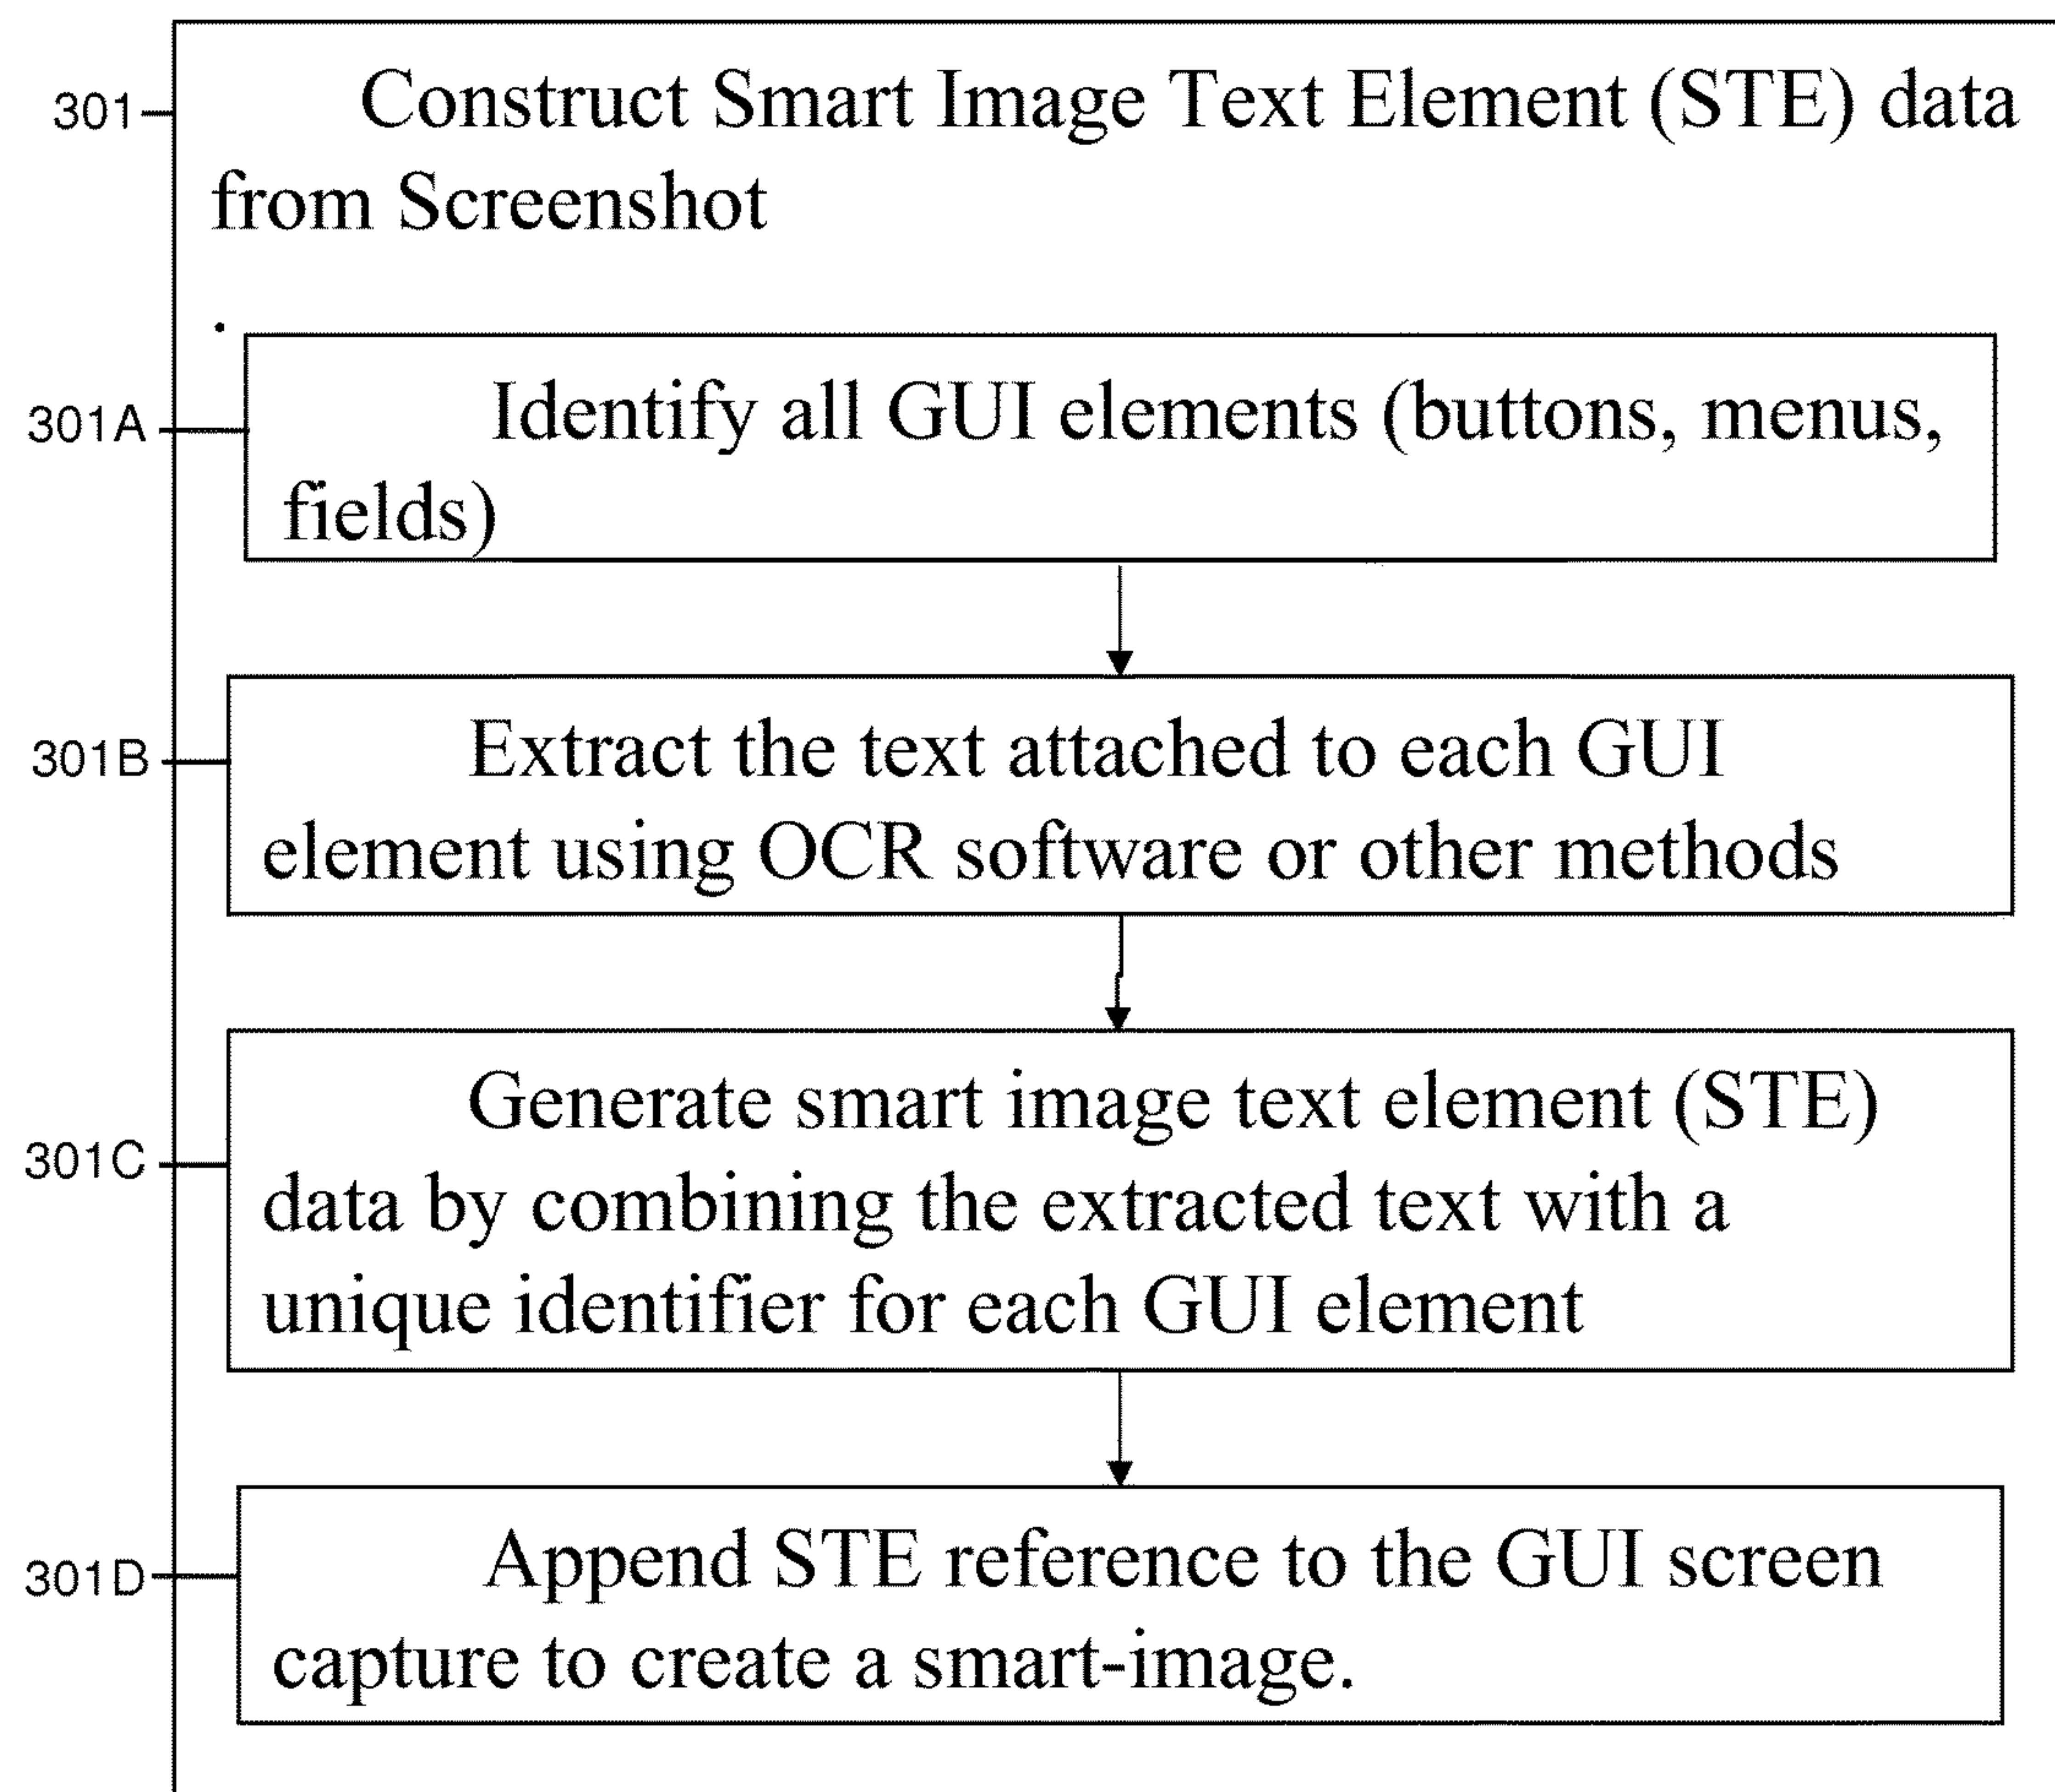 301
Construct Smart Image Text Element (STE) data
from Screenshot
.
301A
Identify all GUI elements (buttons, menus,
fields)
301B
Extract the text attached to each GUI
element using OCR software or other methods
301C
Generate smart image text element (STE)
data by combining the extracted text with a
unique identifier for each GUI element
301D
Append STE reference to the GUI screen
capture to create a smart-image.